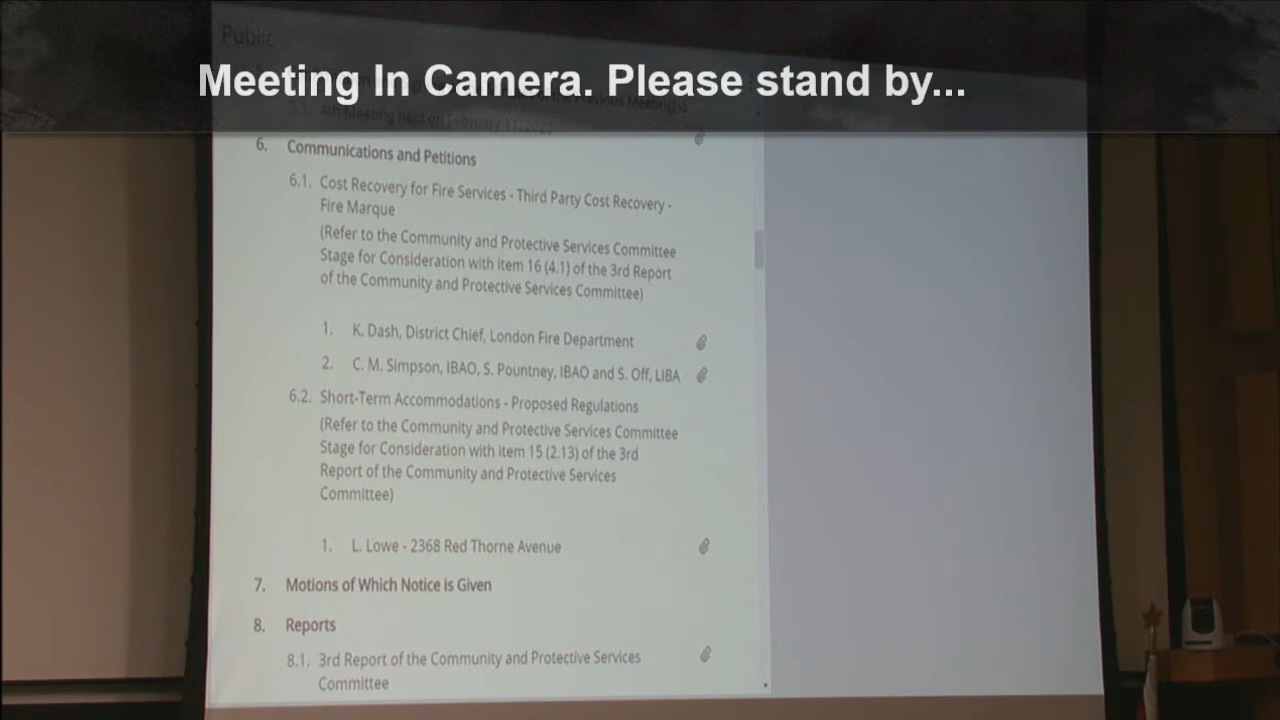 Public
Meeting In Camera. Please stand by...
Previous Meeting(s)
5.1. 4th Meeting held on February 11, 2020
6. Communications and Petitions
6.1. Cost Recovery for Fire Services - Third Party Cost Recovery -
Fire Marque
(Refer to the Community and Protective Services Committee
Stage for Consideration with item 16 (4.1) of the 3rd Report
of the Community and Protective Services Committee)
1. K. Dash, District Chief, London Fire Department
2. C. M. Simpson, IBAO, S. Pountney, IBAO and S. Off, LIBA
6.2. Short-Term Accommodations - Proposed Regulations
(Refer to the Community and Protective Services Committee
Stage for Consideration with item 15 (2.13) of the 3rd
Report of the Community and Protective Services
Committee)
1. L. Lowe - 2368 Red Thorne Avenue
7. Motions of Which Notice is Given
8. Reports
8.1. 3rd Report of the Community and Protective Services
Committee